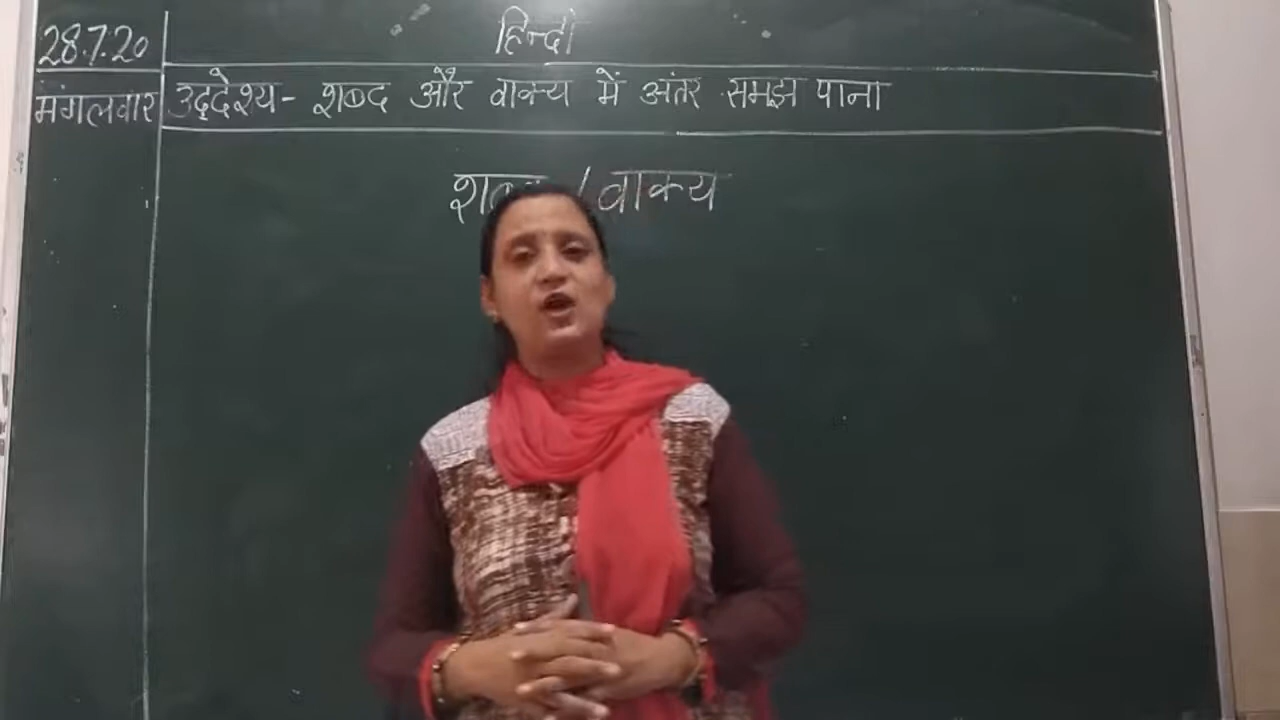 28.7.20
हिन्दी
मंगलवार
उद्देश्य- शब्द और वाक्य में अंतर समझ पाना
/ वाक्य